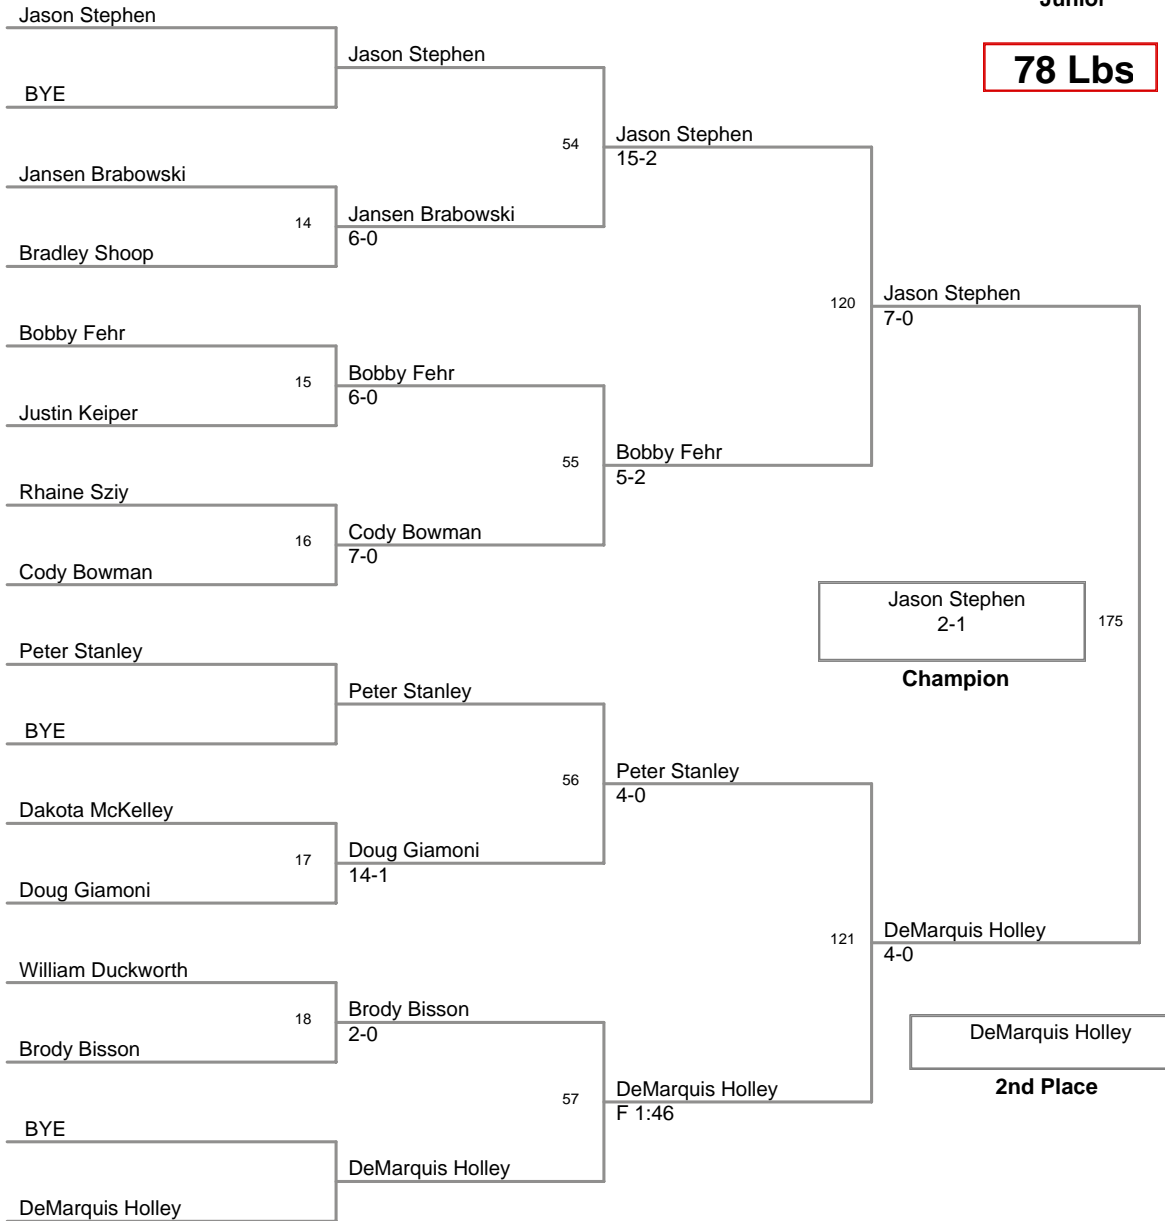 Junior
78 Lbs
Jason Stephen
BYE
Jansen Brabowski
Bradley Shoop
Bobby Fehr
Justin Keiper
Rhaine Sziy
Cody Bowman
Peter Stanley
BYE
Dakota McKelley
Doug Giamoni
William Duckworth
Brody Bisson
BYE
DeMarquis Holley
14
15
16
17
18
Jason Stephen
Jansen Brabowski
6-0
Bobby Fehr
6-0
Cody Bowman
7-0
Peter Stanley
Doug Giamoni
14-1
Brody Bisson
2-0
DeMarquis Holley
54
55
56
57
Jason Stephen
15-2
Bobby Fehr
5-2
Peter Stanley
4-0
DeMarquis Holley
F 1:46
120
121
Jason Stephen
7-0
DeMarquis Holley
4-0
175
Jason Stephen
2-1
Champion
DeMarquis Holley
2nd Place